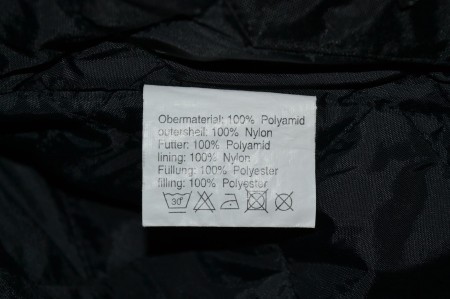 Obermaterial: 100% Polyamid
outershell: 100% Nylon
Futter: 100% Polyamid
lining: 100% Nylon
Füllung: 100% Polyester
filling: 100% Polyester
30°